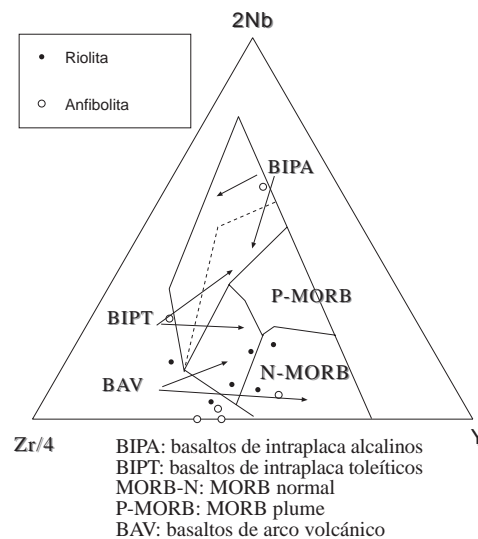 2Nb
Riolita
Anfibolita
BIPA
P-MORB
BIPT
N-MORB
BAV
Zr/4
Y
BIPA: basaltos de intraplaca alcalinos
BIPT: basaltos de intraplaca toleíticos
MORB-N: MORB normal
P-MORB: MORB plume
BAV: basaltos de arco volcánico